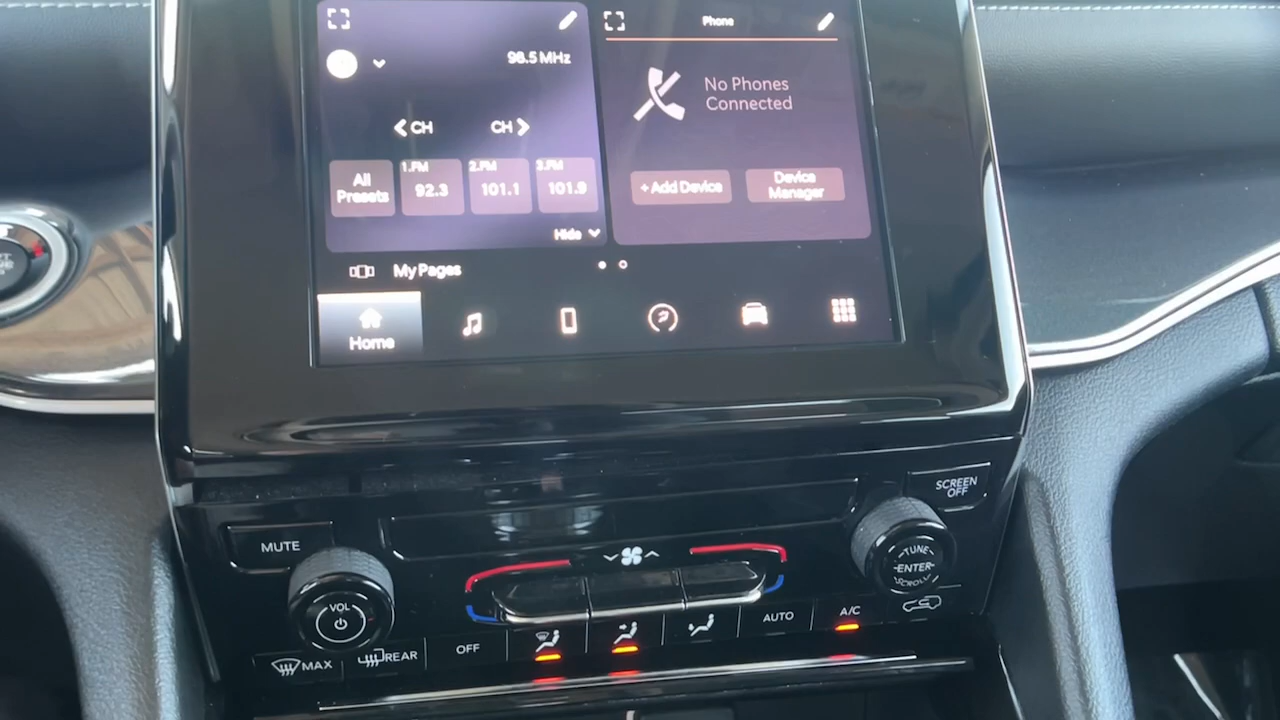 98.5 MHz
CH
CH
All
Presets
1.FM
92.3
2.FM
101.1
3.FM
101.9
Hide
My Pages
Home
Phone
No Phones
Connected
+ Add Device
Device
Manager
SCREEN
OFF
MUTE
VOL
TUNE
ENTER
SCROLL
MAX
REAR
OFF
AUTO
A/C